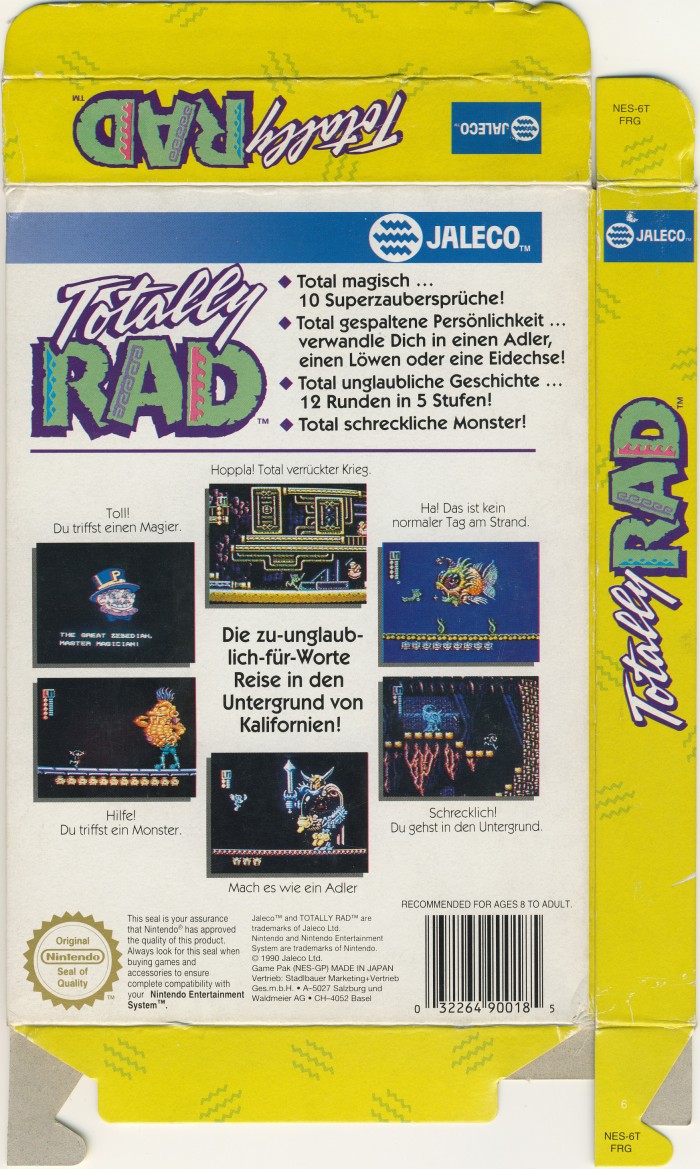 Totally
RAD™
JALECO™
NES-6T
FRG
JALECO™
JALECO™
Totally
RAD™
◆ Total magisch ...
10 Superzaubersprüche!
◆ Total gespaltene Persönlichkeit ...
verwandle Dich in einen Adler,
einen Löwen oder eine Eidechse!
◆ Total unglaubliche Geschichte ...
12 Runden in 5 Stufen!
◆ Total schreckliche Monster!
Hoppla! Total verrückter Krieg.
Toll!
Du triffst einen Magier.
Ha! Das ist kein
normaler Tag am Strand.
P
THE GREAT ZEBEDIAH,
MASTER MAGICIAN!
Die zu-unglaub-
lich-für-Worte
Reise in den
Untergrund von
Kalifornien!
Hilfe!
Du triffst ein Monster.
Schrecklich!
Du gehst in den Untergrund.
Mach es wie ein Adler
Totally RAD™
RECOMMENDED FOR AGES 8 TO ADULT.
Original
Nintendo
Seal of
Quality
™
This seal is your assurance
that Nintendo® has approved
the quality of this product.
Always look for this seal when
buying games and
accessories to ensure
complete compatibility with
your Nintendo Entertainment
System™.
Jaleco™ and TOTALLY RAD™ are
trademarks of Jaleco Ltd.
Nintendo and Nintendo Entertainment
System are trademarks of Nintendo.
© 1990 Jaleco Ltd.
Game Pak (NES-GP) MADE IN JAPAN
Vertrieb: Stadlbauer Marketing+Vertrieb
Ges.m.b.H. • A–5027 Salzburg und
Waldmeier AG • CH–4052 Basel
0 32264 90018 5
6
NES-6T
FRG